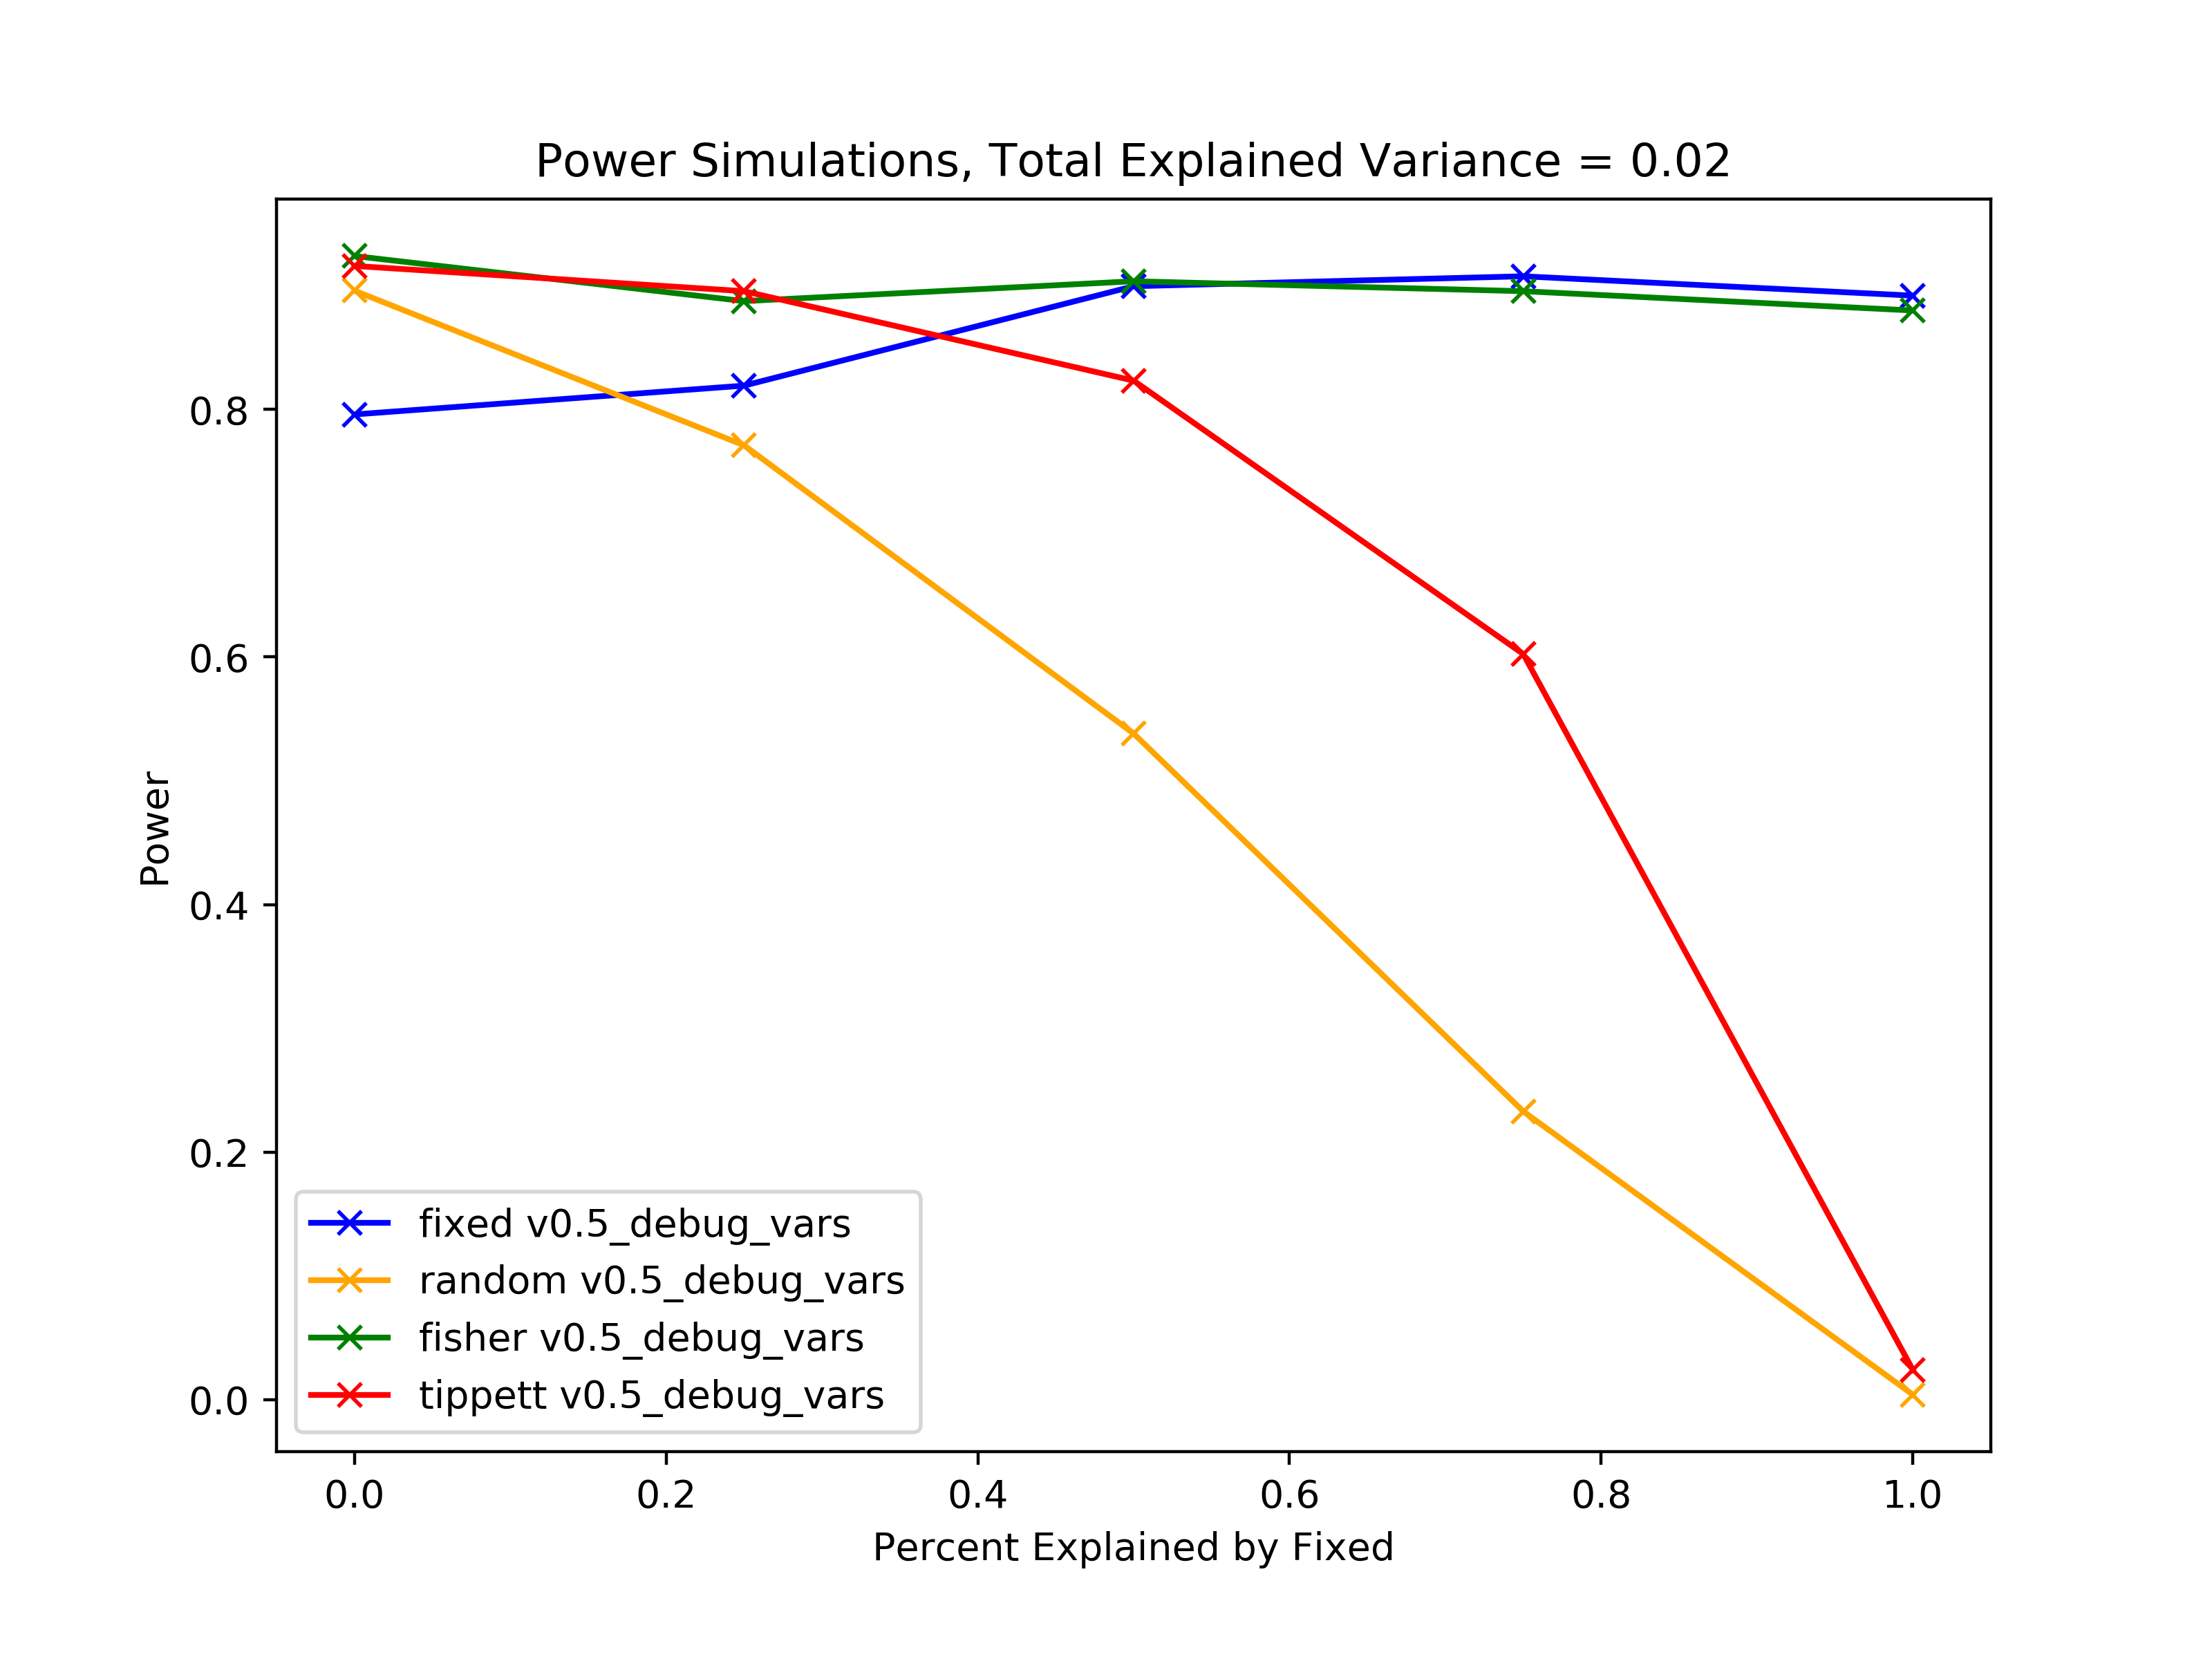 Power Simulations, Total Explained Variance = 0.02
Power
0.8
0.6
0.4
0.2
0.0
fixed v0.5_debug_vars
random v0.5_debug_vars
fisher v0.5_debug_vars
tippett v0.5_debug_vars
0.0 0.2 0.4 0.6 0.8 1.0
Percent Explained by Fixed